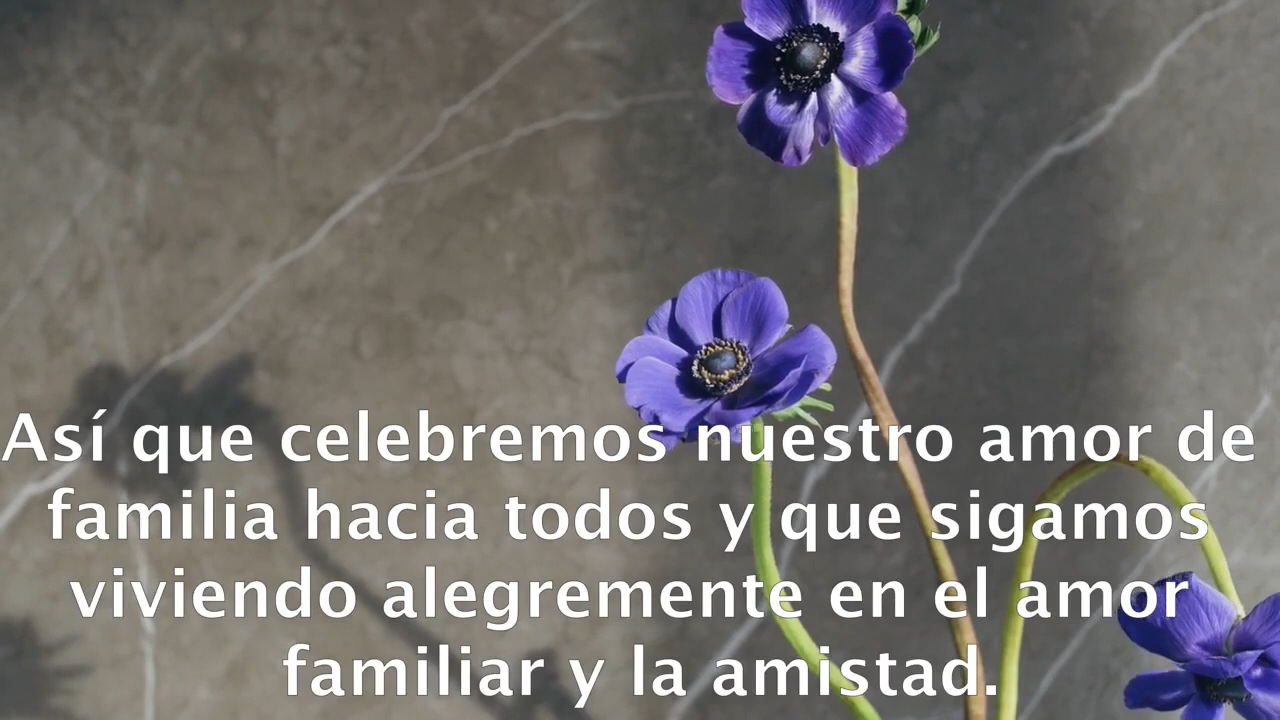 Así que celebremos nuestro amor de
familia hacia todos y que sigamos
viviendo alegremente en el amor
familiar y la amistad.